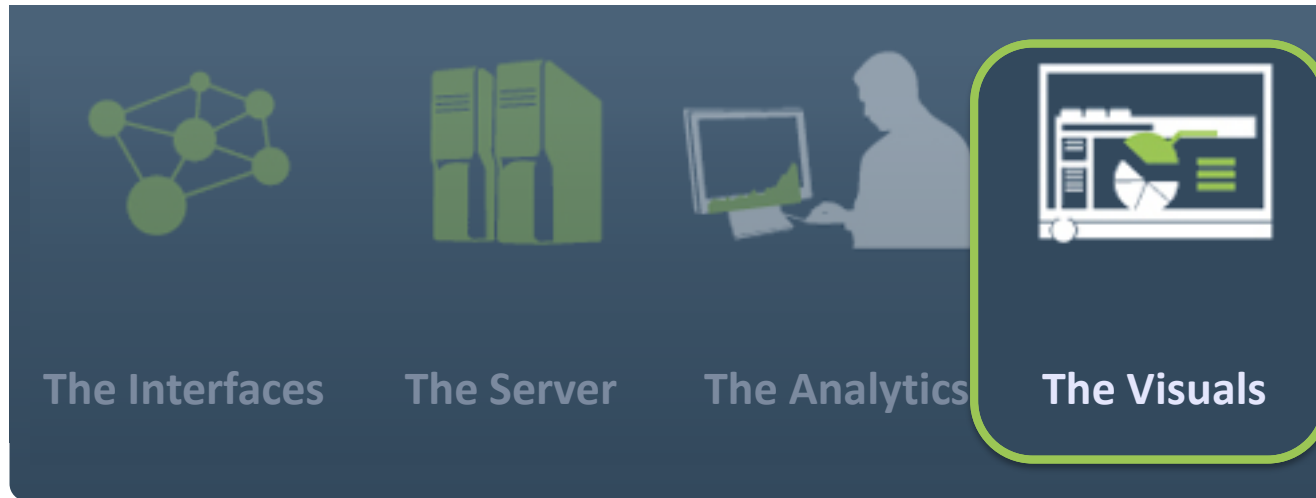 The Interfaces
The Server
The Analytics
The Visuals